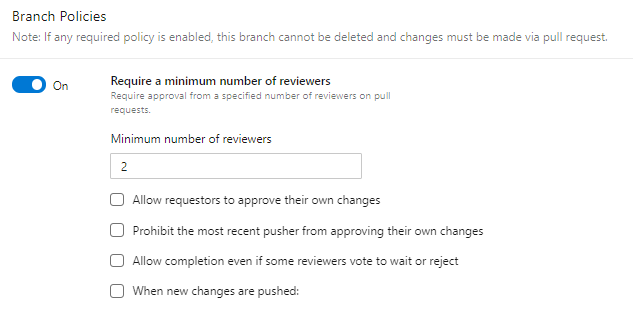 Branch Policies
Note: If any required policy is enabled, this branch cannot be deleted and changes must be made via pull request.
On
Require a minimum number of reviewers
Require approval from a specified number of reviewers on pull
requests.
Minimum number of reviewers
2
Allow requestors to approve their own changes
Prohibit the most recent pusher from approving their own changes
Allow completion even if some reviewers vote to wait or reject
When new changes are pushed: